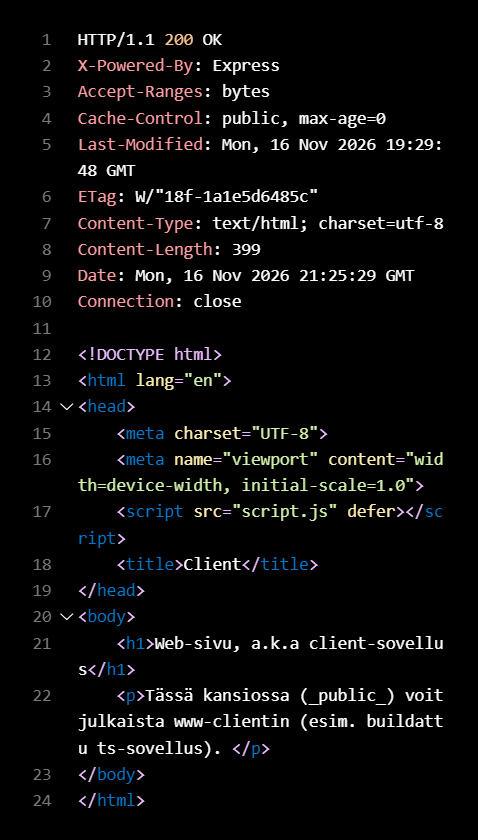 1 HTTP/1.1 200 OK
2 X-Powered-By: Express
3 Accept-Ranges: bytes
4 Cache-Control: public, max-age=0
5 Last-Modified: Mon, 16 Nov 2026 19:29:
48 GMT
6 ETag: W/"18f-1a1e5d6485c"
7 Content-Type: text/html; charset=utf-8
8 Content-Length: 399
9 Date: Mon, 16 Nov 2026 21:25:29 GMT
10 Connection: close
11
12 <!DOCTYPE html>
13 <html lang="en">
14 <head>
15     <meta charset="UTF-8">
16     <meta name="viewport" content="wid
th=device-width, initial-scale=1.0">
17     <script src="script.js" defer></sc
ript>
18     <title>Client</title>
19 </head>
20 <body>
21     <h1>Web-sivu, a.k.a client-sovellu
s</h1>
22     <p>Tässä kansiossa (_public_) voit
julkaista www-clientin (esim. buildatt
u ts-sovellus). </p>
23 </body>
24 </html>